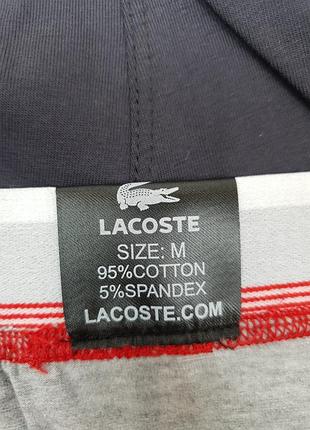 LACOSTE
SIZE: M
95%COTTON
5%SPANDEX
LACOSTE.COM